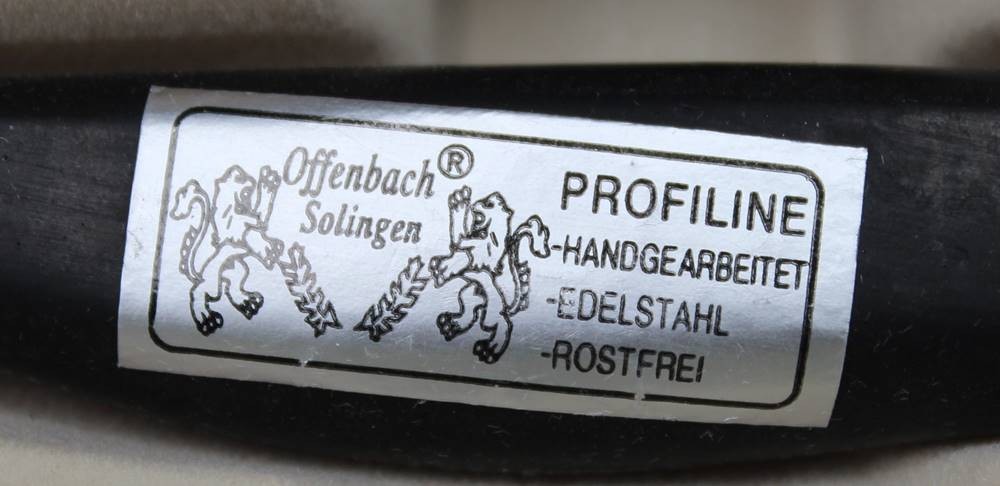 Offenbach®
Solingen
PROFILINE
-HANDGEARBEITET
-EDELSTAHL
-ROSTFREI